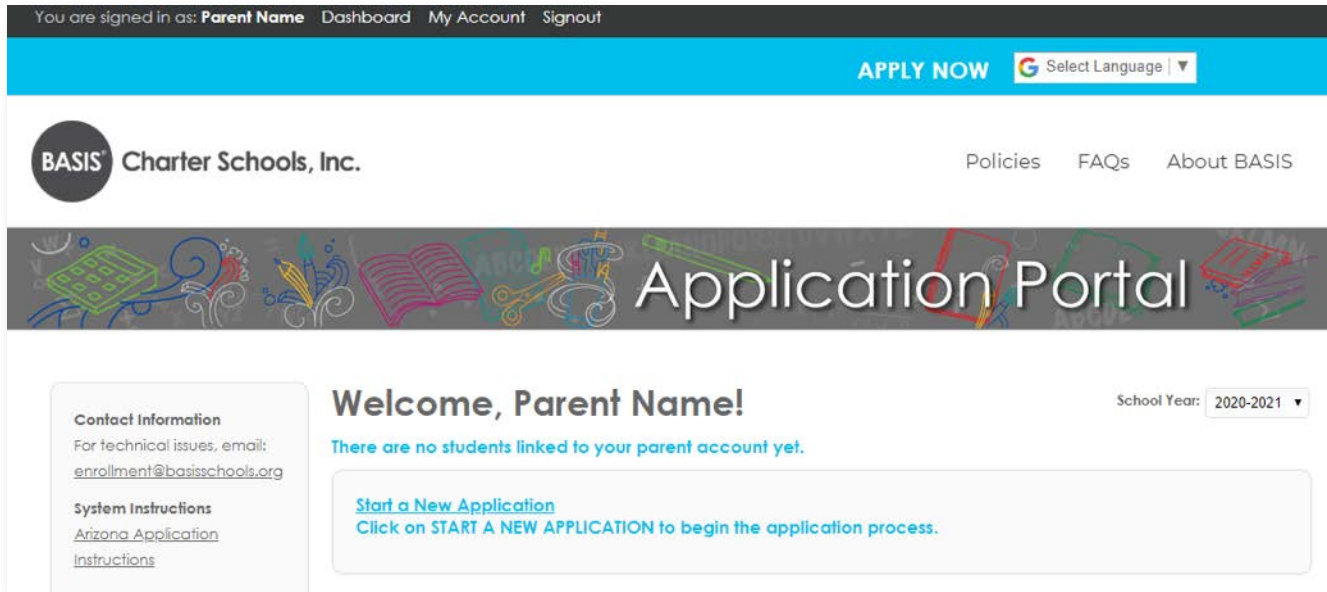 You are signed in as: Parent Name Dashboard My Account Signout
APPLY NOW G Select Language ▼
BASIS® Charter Schools, Inc.
Policies FAQs About BASIS
Application Portal
Contact Information
For technical issues, email:
enrollment@basisschools.org
System Instructions
Arizona Application
Instructions
Welcome, Parent Name!
School Year: 2020-2021 ▼
There are no students linked to your parent account yet.
Start a New Application
Click on START A NEW APPLICATION to begin the application process.